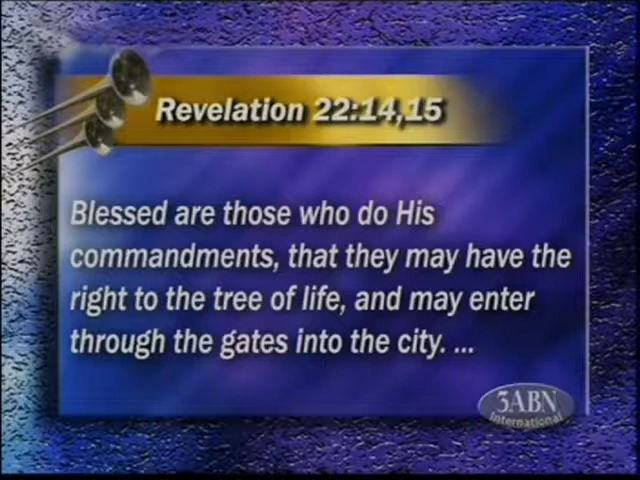 Revelation 22:14,15
Blessed are those who do His
commandments, that they may have the
right to the tree of life, and may enter
through the gates into the city. ...
3ABN
International